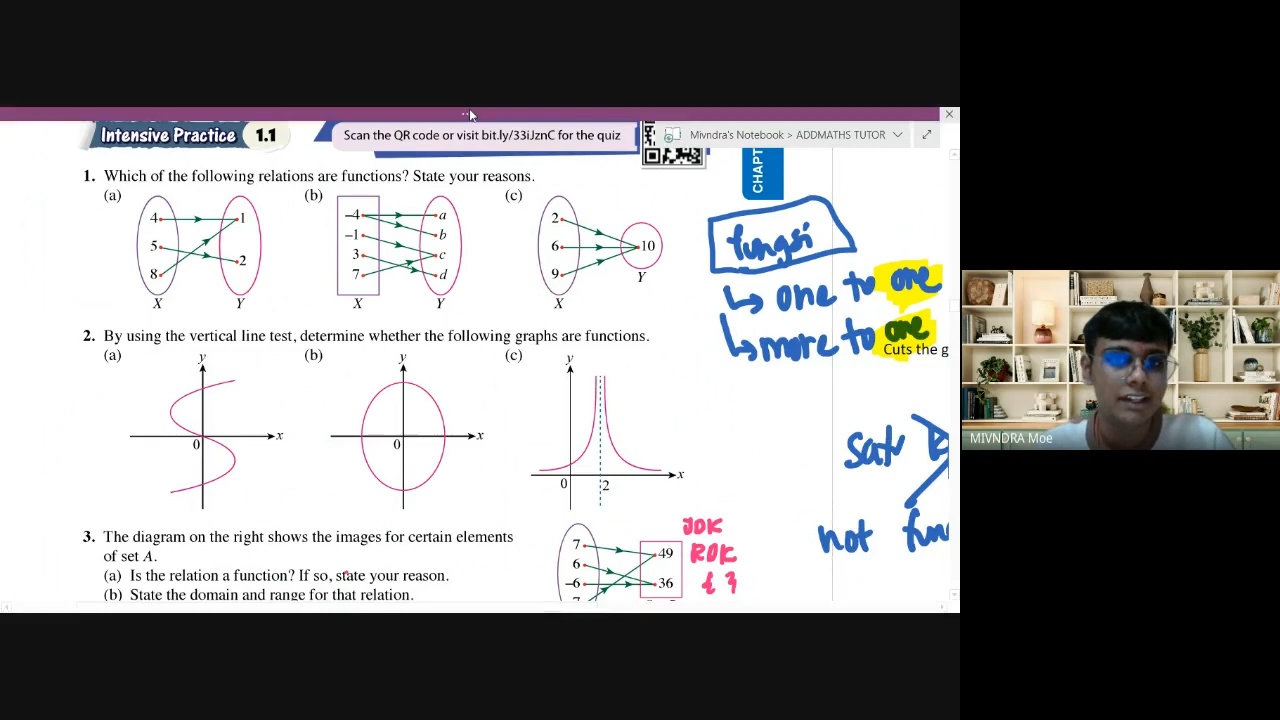 Intensive Practice 1.1
Scan the QR code or visit bit.ly/33iJznC for the quiz
Mivndra's Notebook > ADDMATHS TUTOR
CHAPT
1. Which of the following relations are functions? State your reasons.
(a) (b) (c)
4 1
5 2
8
X Y
–4 a
–1 b
3 c
7 d
X Y
2
6 10
9
X Y
fungsi
one to one
more to one
Cuts the g
2. By using the vertical line test, determine whether the following graphs are functions.
(a) (b) (c)
y y y
0 x 0 x 0 2 x
not fun
3. The diagram on the right shows the images for certain elements
of set A.
(a) Is the relation a function? If so, state your reason.
(b) State the domain and range for that relation.
7 49
6
–6 36
7
ROK
{ }
MIVNDRA Moe